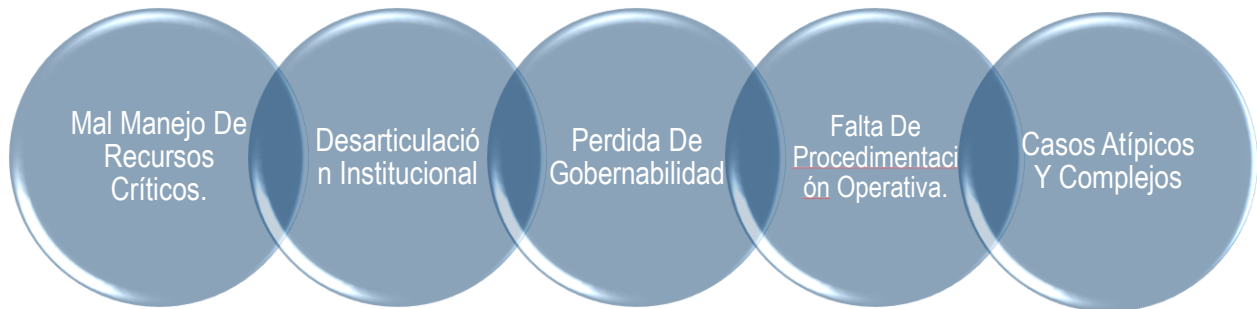 Mal Manejo De
Recursos
Críticos.
Desarticulació
n Institucional
Perdida De
Gobernabilidad
Falta De
Procedimentaci
ón Operativa.
Casos Atípicos
Y Complejos